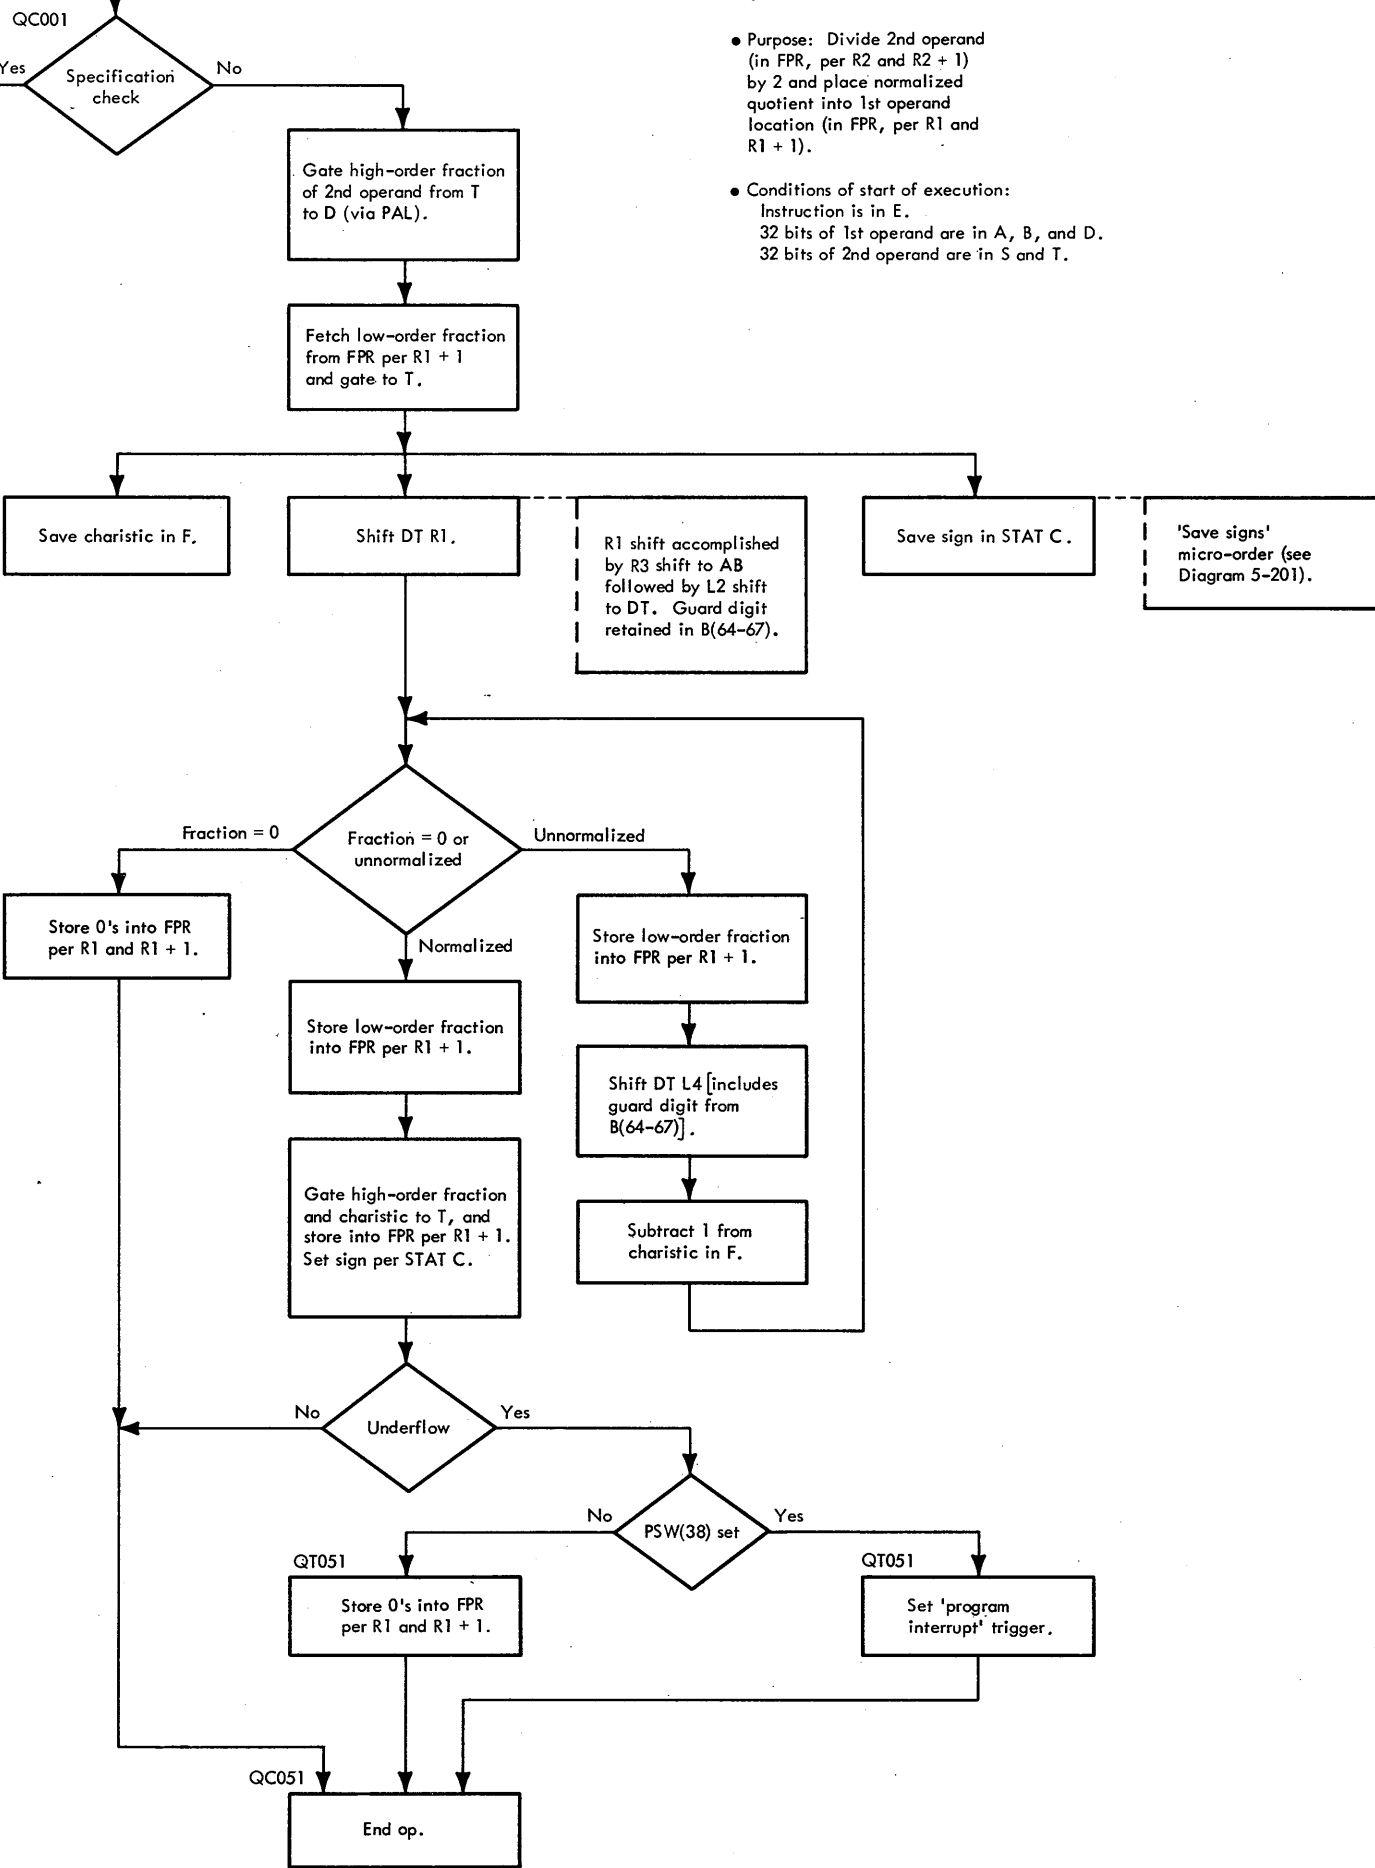 QC001
Yes
Specification
check
No
• Purpose: Divide 2nd operand
(in FPR, per R2 and R2 + 1)
by 2 and place normalized
quotient into 1st operand
location (in FPR, per R1 and
R1 + 1).
• Conditions of start of execution:
Instruction is in E.
32 bits of 1st operand are in A, B, and D.
32 bits of 2nd operand are in S and T.
Gate high-order fraction
of 2nd operand from T
to D (via PAL).
Fetch low-order fraction
from FPR per R1 + 1
and gate to T.
Save charistic in F.
Shift DT R1.
R1 shift accomplished
by R3 shift to AB
followed by L2 shift
to DT. Guard digit
retained in B(64-67).
Save sign in STAT C.
'Save signs'
micro-order (see
Diagram 5-201).
Fraction = 0
Fraction = 0 or
unnormalized
Unnormalized
Normalized
Store 0's into FPR
per R1 and R1 + 1.
Store low-order fraction
into FPR per R1 + 1.
Store low-order fraction
into FPR per R1 + 1.
Shift DT L4 [includes
guard digit from
B(64-67)].
Gate high-order fraction
and charistic to T, and
store into FPR per R1 + 1.
Set sign per STAT C.
Subtract 1 from
charistic in F.
No
Underflow
Yes
No
PSW(38) set
Yes
QT051
Store 0's into FPR
per R1 and R1 + 1.
QT051
Set 'program
interrupt' trigger.
QC051
End op.